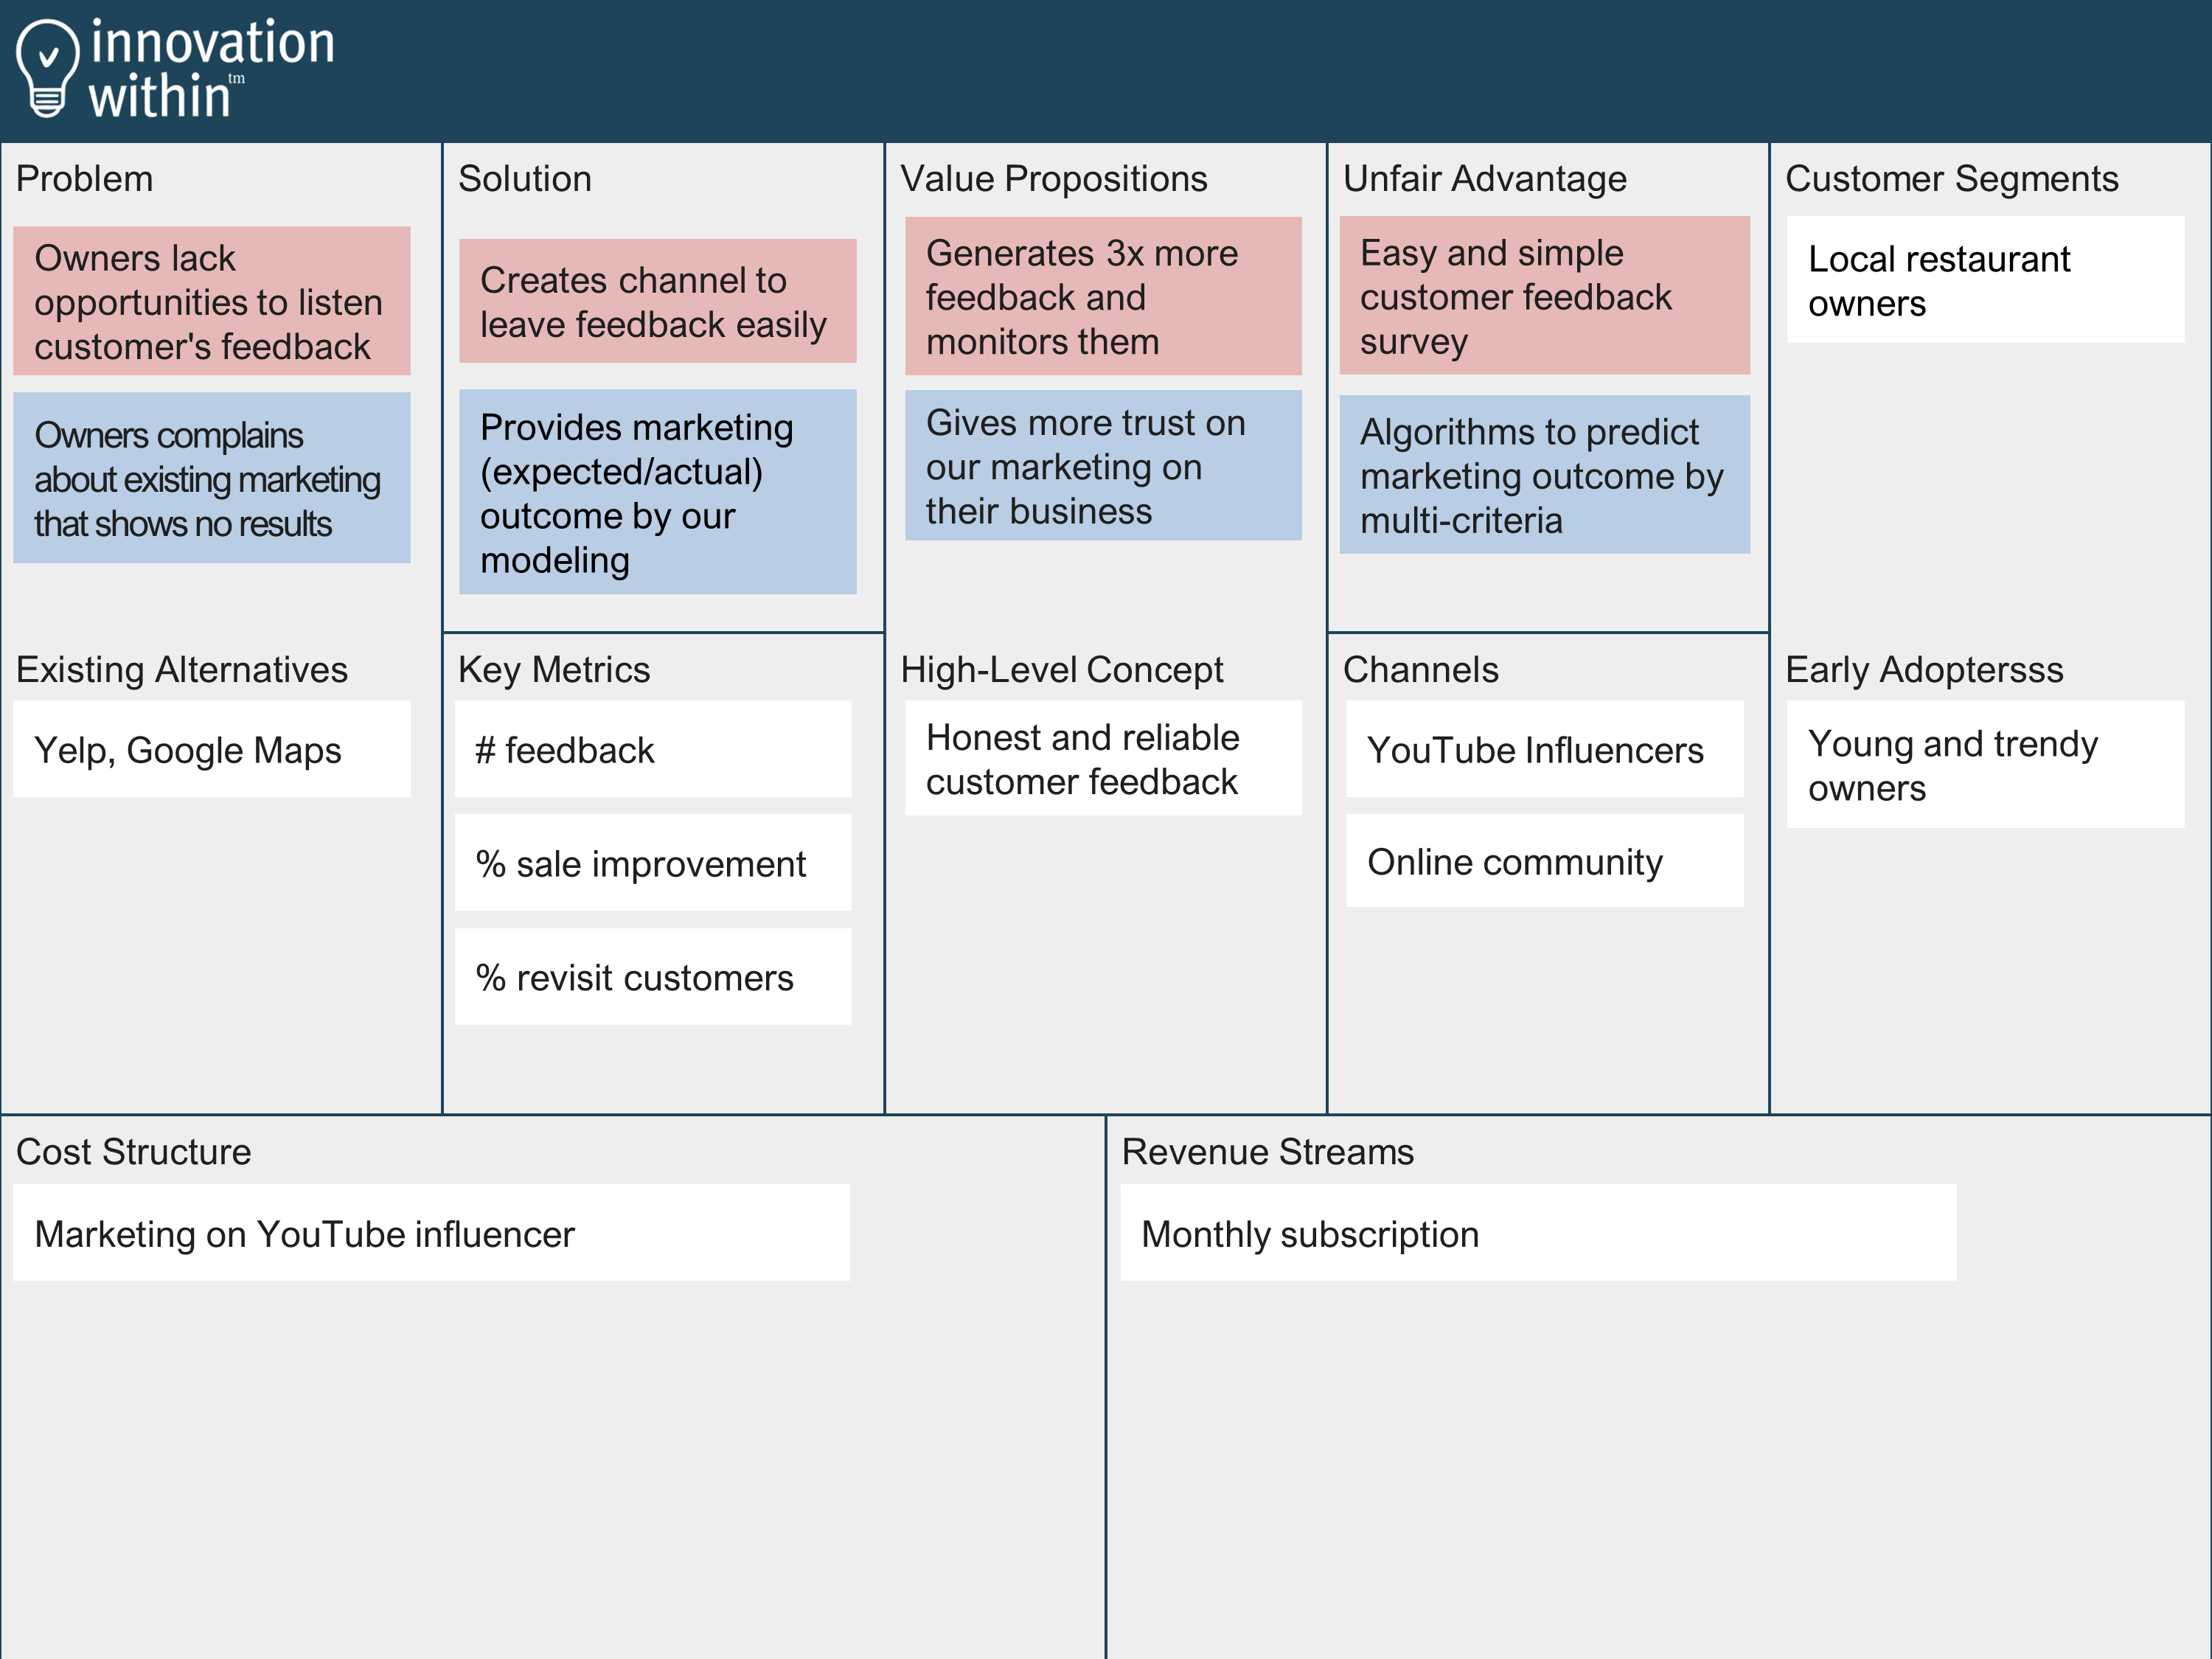 innovation
within™
Problem
Owners lack
opportunities to listen
customer's feedback
Owners complains
about existing marketing
that shows no results
Existing Alternatives
Yelp, Google Maps
Solution
Creates channel to
leave feedback easily
Provides marketing
(expected/actual)
outcome by our
modeling
Key Metrics
# feedback
% sale improvement
% revisit customers
Value Propositions
Generates 3x more
feedback and
monitors them
Gives more trust on
our marketing on
their business
High-Level Concept
Honest and reliable
customer feedback
Unfair Advantage
Easy and simple
customer feedback
survey
Algorithms to predict
marketing outcome by
multi-criteria
Channels
YouTube Influencers
Online community
Customer Segments
Local restaurant
owners
Early Adoptersss
Young and trendy
owners
Cost Structure
Marketing on YouTube influencer
Revenue Streams
Monthly subscription